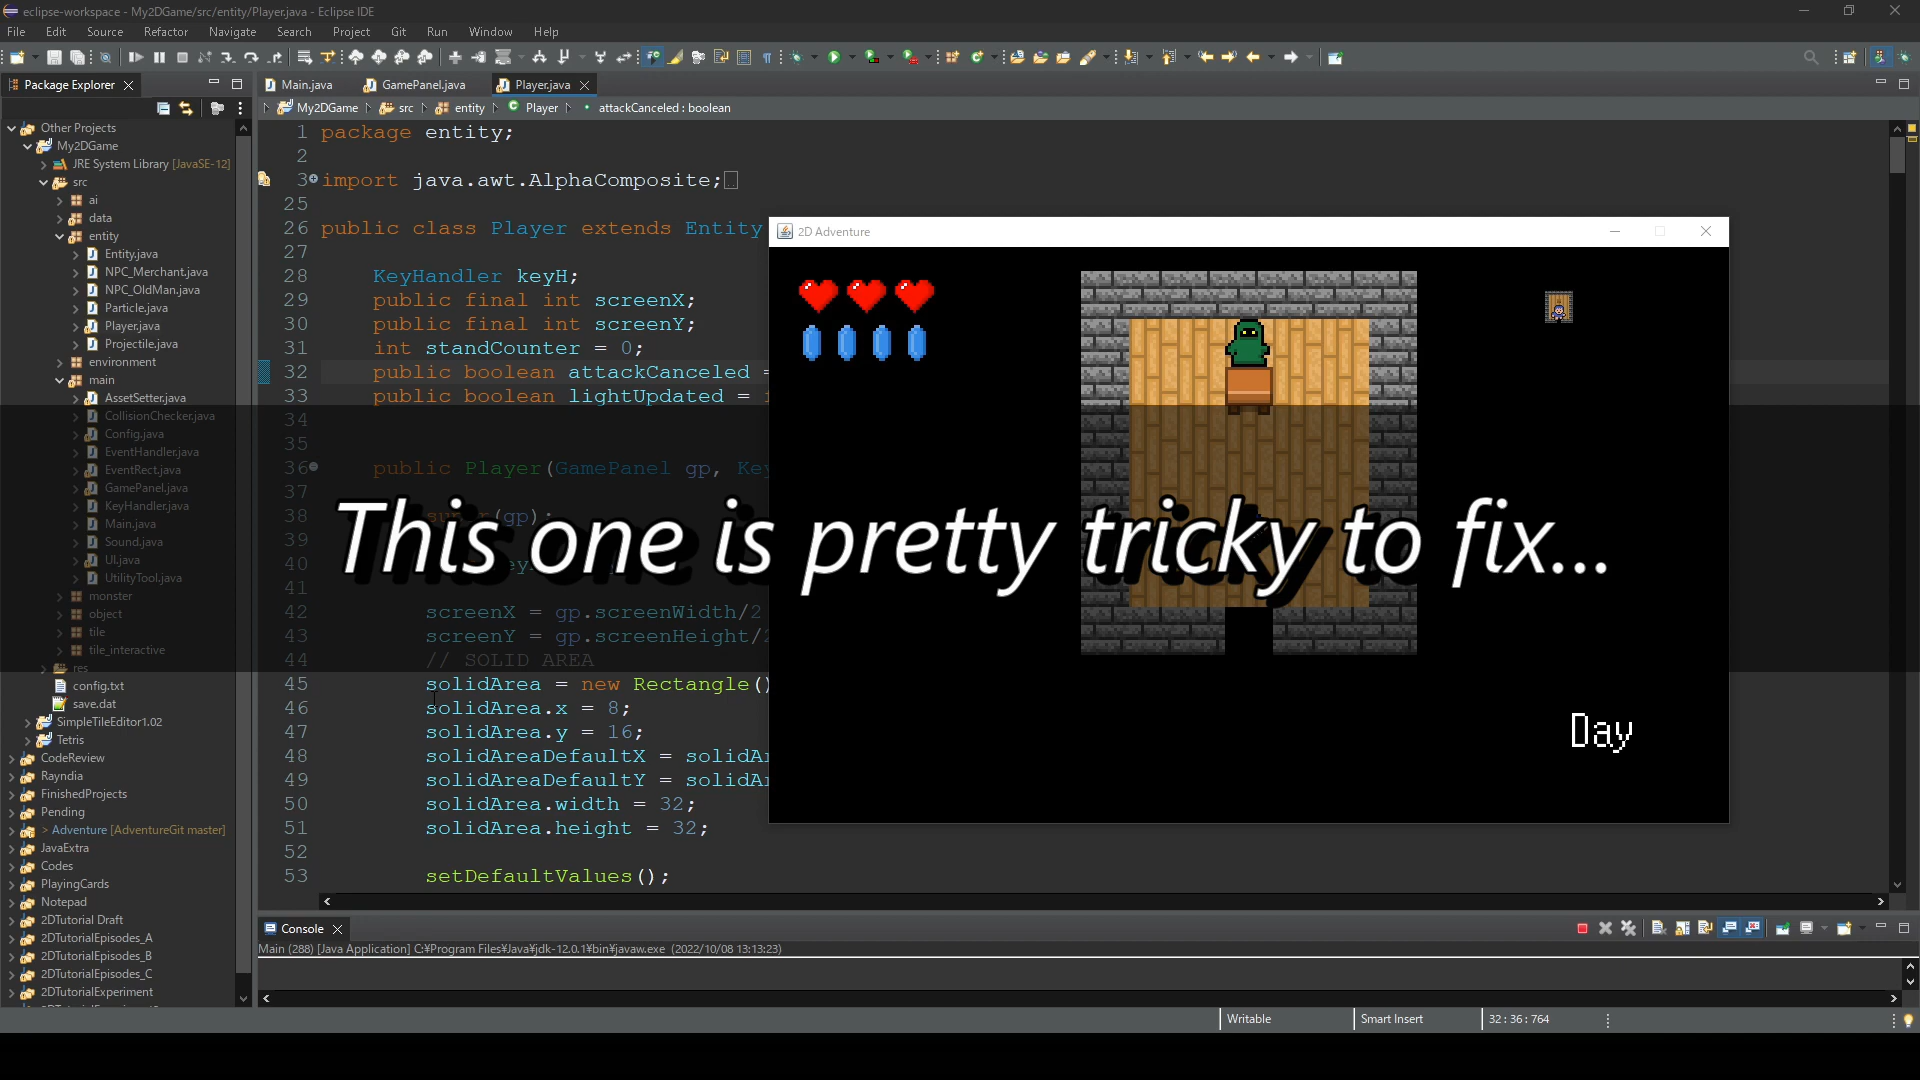 eclipse-workspace - My2DGame/src/entity/Player.java - Eclipse IDE
File Edit Source Refactor Navigate Search Project Git Run Window Help
Package Explorer
Main.java GamePanel.java Player.java
My2DGame src entity Player attackCanceled : boolean
Other Projects
My2DGame
JRE System Library [JavaSE-12]
src
ai
data
entity
Entity.java
NPC_Merchant.java
NPC_OldMan.java
Particle.java
Player.java
Projectile.java
environment
main
AssetSetter.java
CollisionChecker.java
Config.java
EventHandler.java
EventRect.java
GamePanel.java
KeyHandler.java
Main.java
Sound.java
UI.java
UtilityTool.java
monster
object
tile
tile_interactive
res
config.txt
save.dat
SimpleTileEditor1.02
Tetris
CodeReview
Rayndia
FinishedProjects
Pending
> Adventure [AdventureGit master]
JavaExtra
Codes
PlayingCards
Notepad
2DTutorial Draft
2DTutorialEpisodes_A
2DTutorialEpisodes_B
2DTutorialEpisodes_C
2DTutorialExperiment
1 package entity;
2
3 import java.awt.AlphaComposite;
25
26 public class Player extends Entity
27
28 KeyHandler keyH;
29 public final int screenX;
30 public final int screenY;
31 int standCounter = 0;
32 public boolean attackCanceled =
33 public boolean lightUpdated =
34
35
36 public Player(GamePanel gp, Key
37
38 super(gp);
39
40
41
42 screenX = gp.screenWidth/2
43 screenY = gp.screenHeight/2
44 // SOLID AREA
45 solidArea = new Rectangle()
46 solidArea.x = 8;
47 solidArea.y = 16;
48 solidAreaDefaultX = solidAr
49 solidAreaDefaultY = solidAr
50 solidArea.width = 32;
51 solidArea.height = 32;
52
53 setDefaultValues();
2D Adventure
Day
This one is pretty tricky to fix...
Console
Main (288) [Java Application] C:¥Program Files¥Java¥jdk-12.0.1¥bin¥javaw.exe (2022/10/08 13:13:23)
Writable Smart Insert 32 : 36 : 764